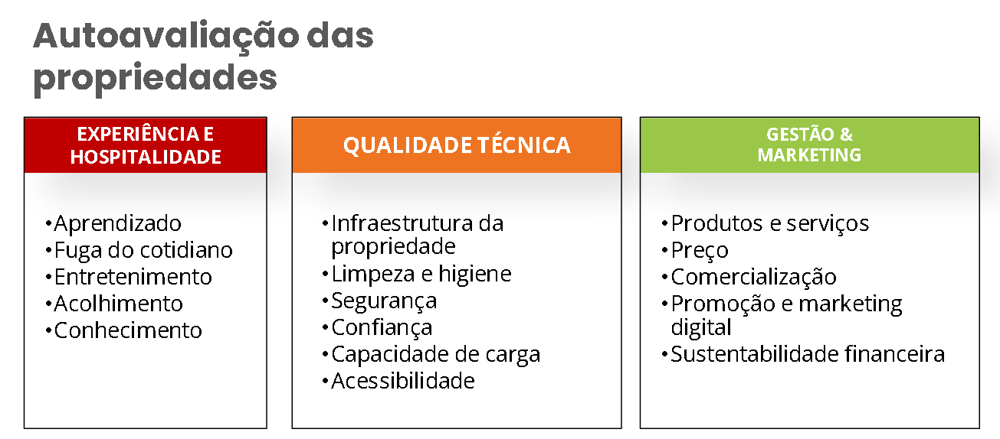 Autoavaliação das
propriedades
EXPERIÊNCIA E
HOSPITALIDADE
•Aprendizado
•Fuga do cotidiano
•Entretenimento
•Acolhimento
•Conhecimento
QUALIDADE TÉCNICA
•Infraestrutura da
propriedade
•Limpeza e higiene
•Segurança
•Confiança
•Capacidade de carga
•Acessibilidade
GESTÃO &
MARKETING
•Produtos e serviços
•Preço
•Comercialização
•Promoção e marketing
digital
•Sustentabilidade financeira